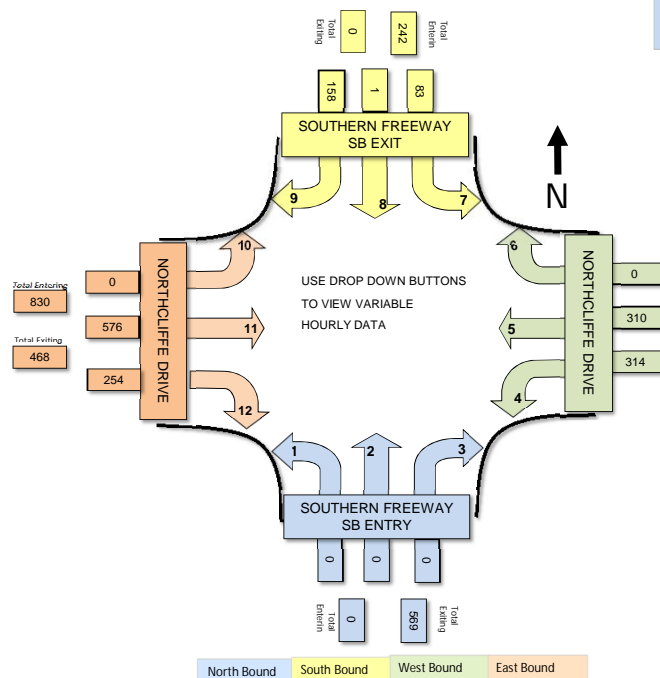 Total Exiting
0
242
Total Enterin
158
1
83
SOUTHERN FREEWAY
SB EXIT
N
9
8
7
10
6
NORTHCLIFFE DRIVE
Total Entering
830
0
576
Total Exiting
468
254
11
12
USE DROP DOWN BUTTONS
TO VIEW VARIABLE
HOURLY DATA
5
4
NORTHCLIFFE DRIVE
0
310
314
1
2
3
SOUTHERN FREEWAY
SB ENTRY
0
0
0
Total Enterin
0
569
Total Exiting
North Bound
South Bound
West Bound
East Bound